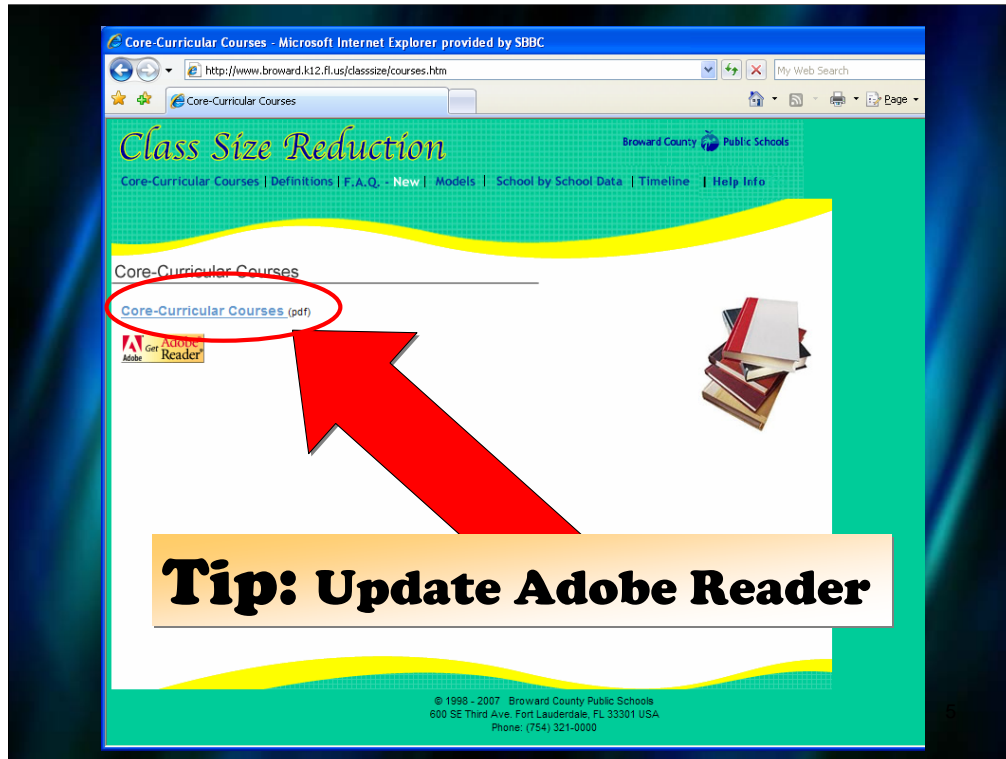 Core-Curricular Courses - Microsoft Internet Explorer provided by SBBC
http://www.broward.k12.fl.us/classsize/courses.htm
My Web Search
Core-Curricular Courses
Page
Class Size Reduction
Broward County Public Schools
Core-Curricular Courses | Definitions | F.A.Q. - New | Models | School by School Data | Timeline | Help Info
Core-Curricular Courses
Core-Curricular Courses (pdf)
Adobe Get Adobe® Reader®
Tip: Update Adobe Reader
© 1998 - 2007 Broward County Public Schools
600 SE Third Ave. Fort Lauderdale, FL 33301 USA
Phone: (754) 321-0000
5